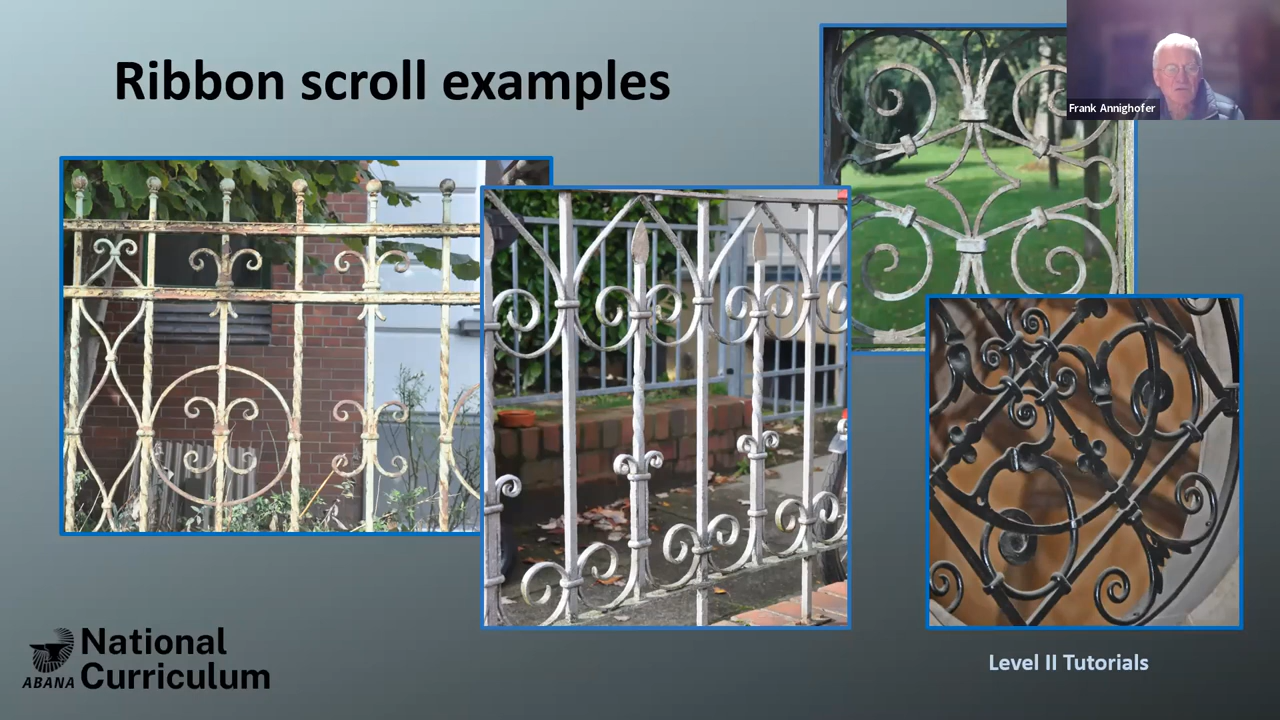 Ribbon scroll examples
Frank Annighofer
National
ABANA Curriculum
Level II Tutorials